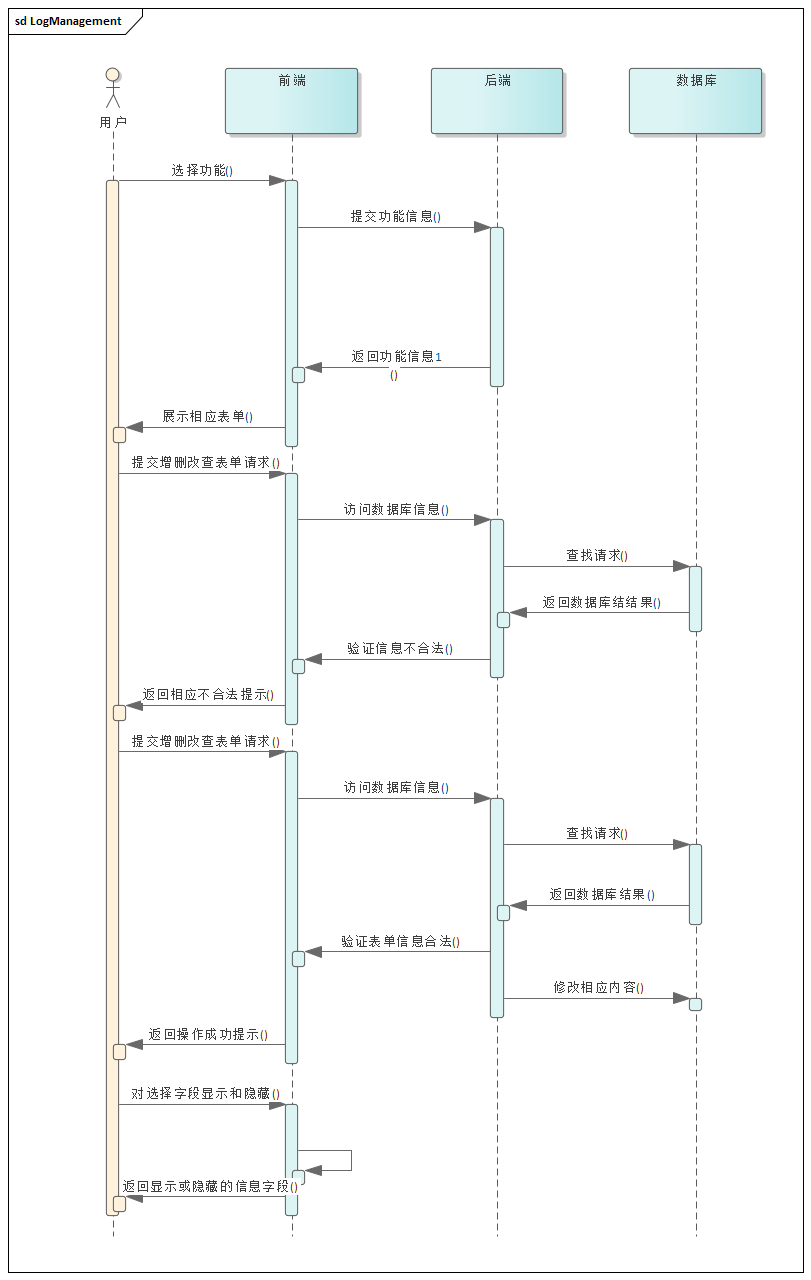 sd LogManagement
用户
前端
后端
数据库
选择功能()
提交功能信息()
返回功能信息1
()
展示相应表单()
提交增删改查表单请求()
访问数据库信息()
查找请求()
返回数据库结结果()
验证信息不合法()
返回相应不合法提示()
提交增删改查表单请求()
访问数据库信息()
查找请求()
返回数据库结果()
验证表单信息合法()
修改相应内容()
返回操作成功提示()
对选择字段显示和隐藏()
返回显示或隐藏的信息字段()